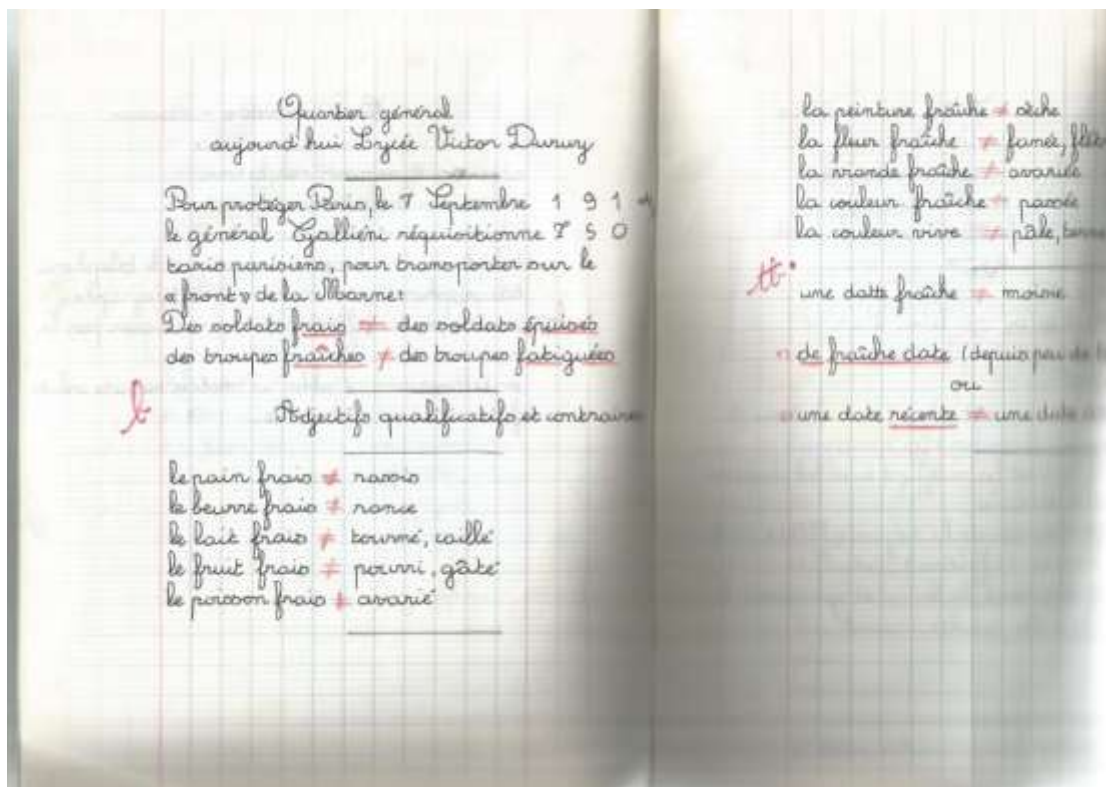 Quartier général
aujourd'hui Lycée Victor Duruy
Pour protéger Paris, le 7 Septembre 1914
le général Galliéni réquisitionne 750
taxis parisiens, pour transporter sur le
« front » de la Marne :
Des soldats frais ≠ des soldats épuisés
des troupes fraîches ≠ des troupes fatiguées
b
Adjectifs qualificatifs et contraires
le pain frais ≠ rassis
le beurre frais ≠ rance
le lait frais ≠ tourné, caillé
le fruit frais ≠ pourri, gâté
le poisson frais ≠ avarié
la peinture fraîche ≠ sèche
la fleur fraîche ≠ fanée,
la viande fraîche ≠ avariée
la couleur fraîche ≠ passée
la couleur vive ≠ pâle,
tt.
une datte fraîche ≠ moisie
de fraîche date (depuis peu de
ou
une date récente ≠ une date